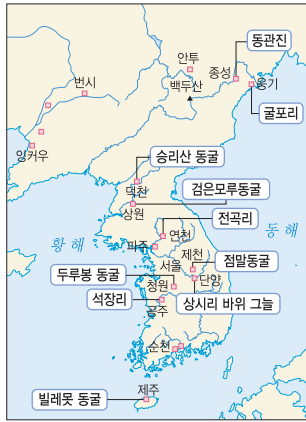 동관진
안투
종성
백두산
웅기
번시
굴포리
잉커우
승리산 동굴
덕천
검은모루동굴
상원
전곡리
동해
황해
연천
파주
제천
점말동굴
서울
두루봉 동굴
단양
청원
석장리
상시리 바위 그늘
공주
순천
제주
빌레못 동굴